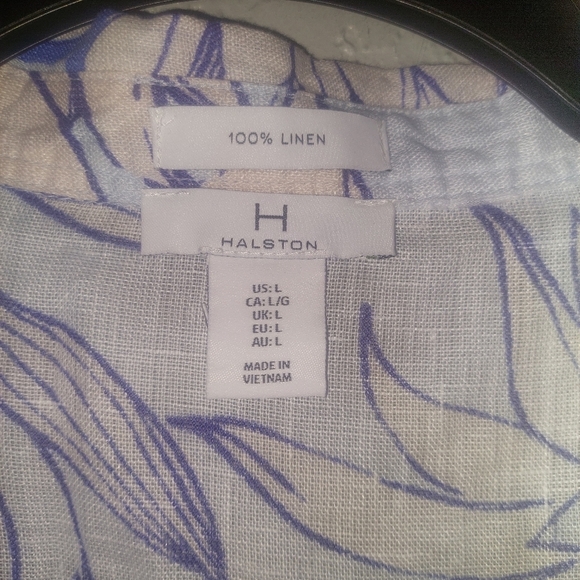 100% LINEN
H
HALSTON
US: L
CA: L/G
UK: L
EU: L
AU: L
MADE IN
VIETNAM